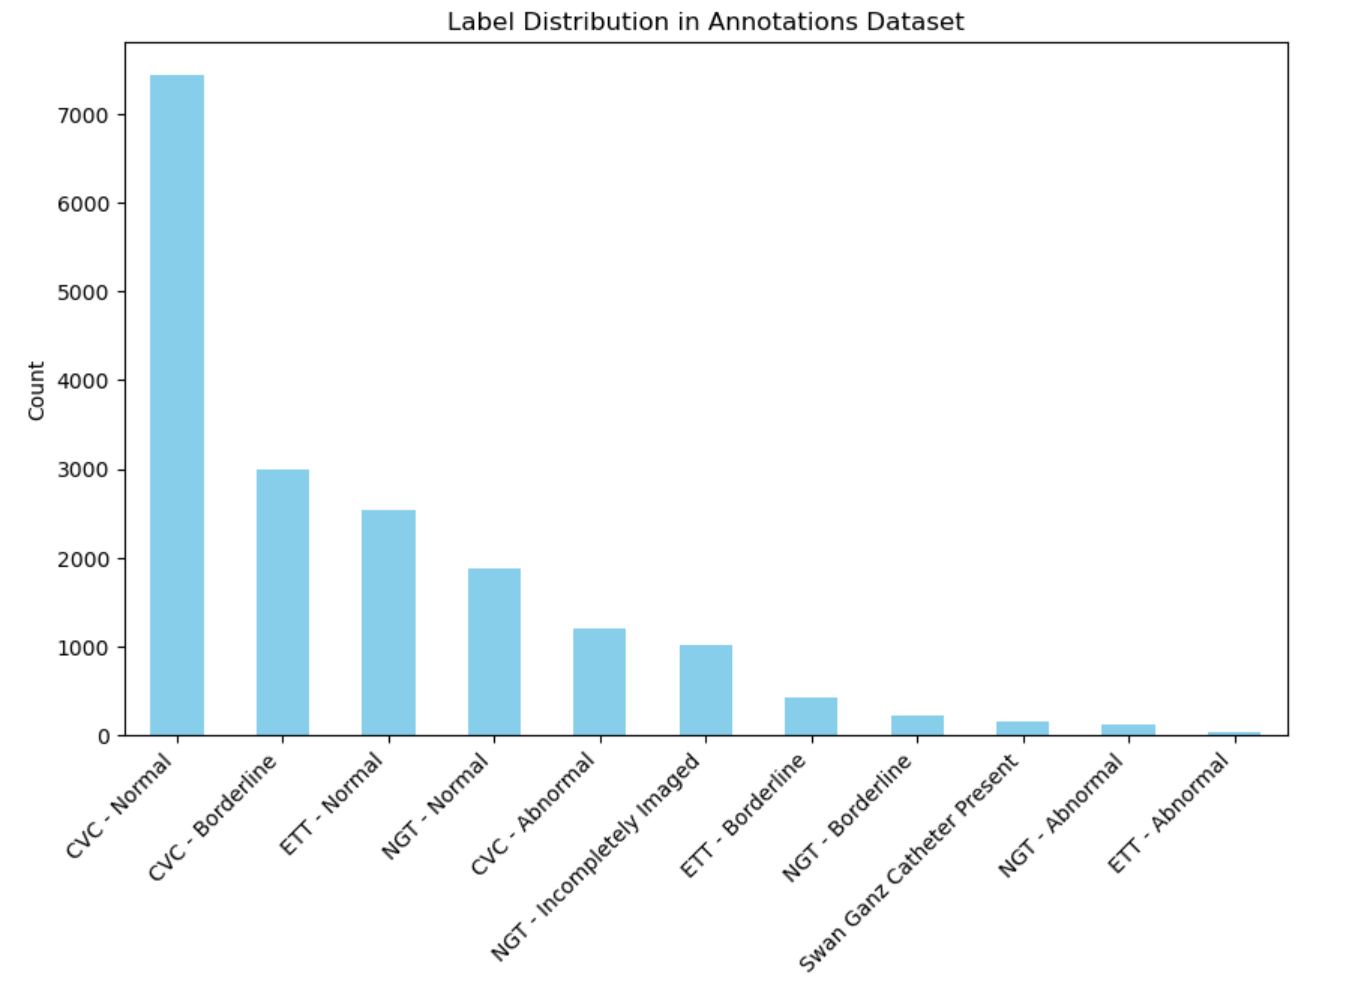 Label Distribution in Annotations Dataset
7000
6000
5000
4000
3000
2000
1000
0
Count
CVC - Normal
CVC - Borderline
ETT - Normal
NGT - Normal
CVC - Abnormal
NGT - Incompletely Imaged
ETT - Borderline
NGT - Borderline
Swan Ganz Catheter Present
NGT - Abnormal
ETT - Abnormal